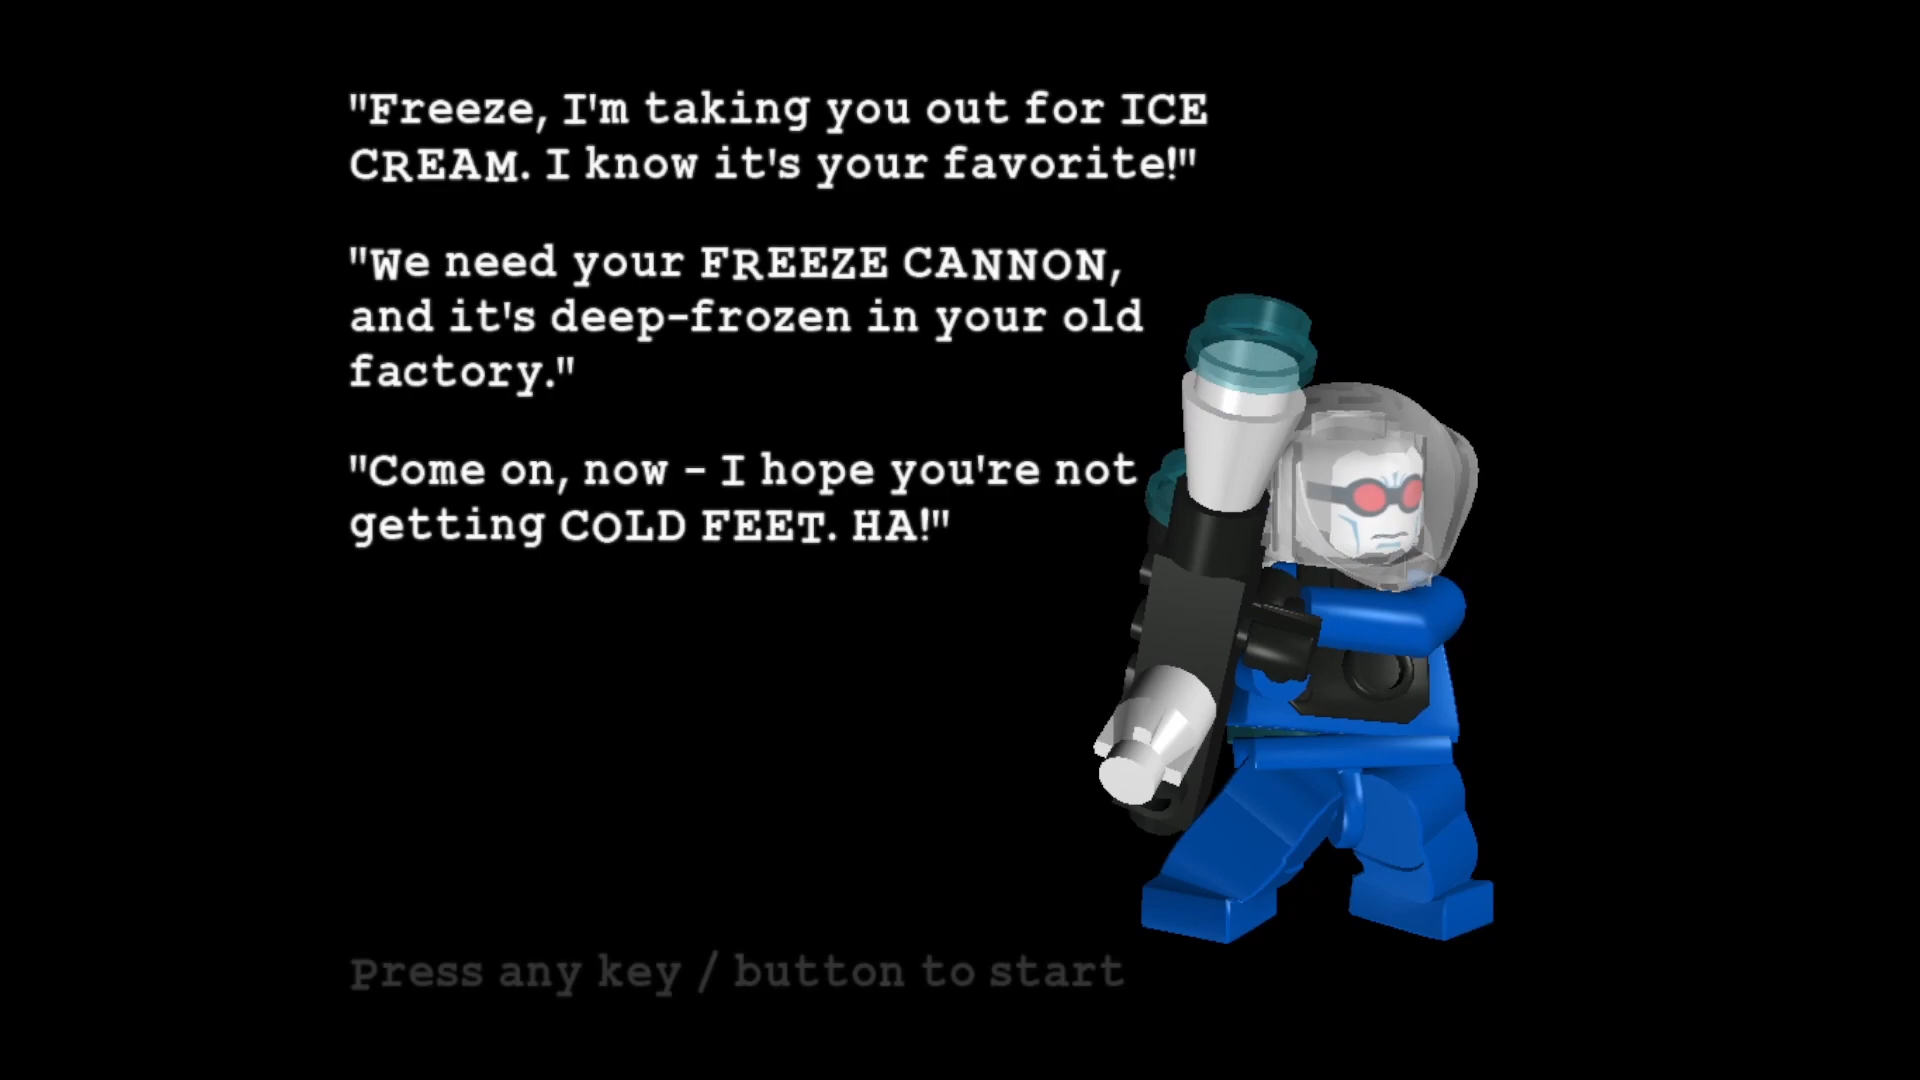 "Freeze, I'm taking you out for ICE
CREAM. I know it's your favorite!"
"We need your FREEZE CANNON,
and it's deep-frozen in your old
factory."
"Come on, now - I hope you're not
getting COLD FEET. HA!"
Press any key / button to start